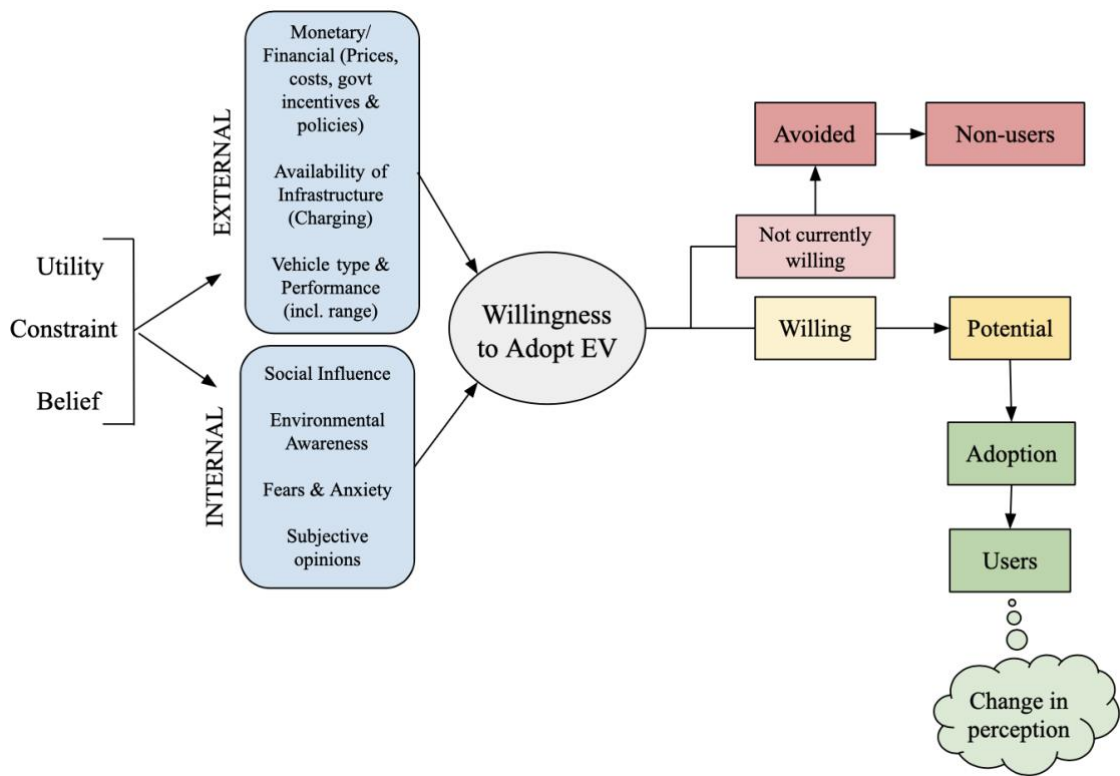 Utility
Constraint
Belief
EXTERNAL
Monetary/
Financial (Prices,
costs, govt
incentives &
policies)
Availability of
Infrastructure
(Charging)
Vehicle type &
Performance
(incl. range)
INTERNAL
Social Influence
Environmental
Awareness
Fears & Anxiety
Subjective
opinions
Willingness
to Adopt EV
Avoided
Non-users
Not currently
willing
Willing
Potential
Adoption
Users
Change in
perception